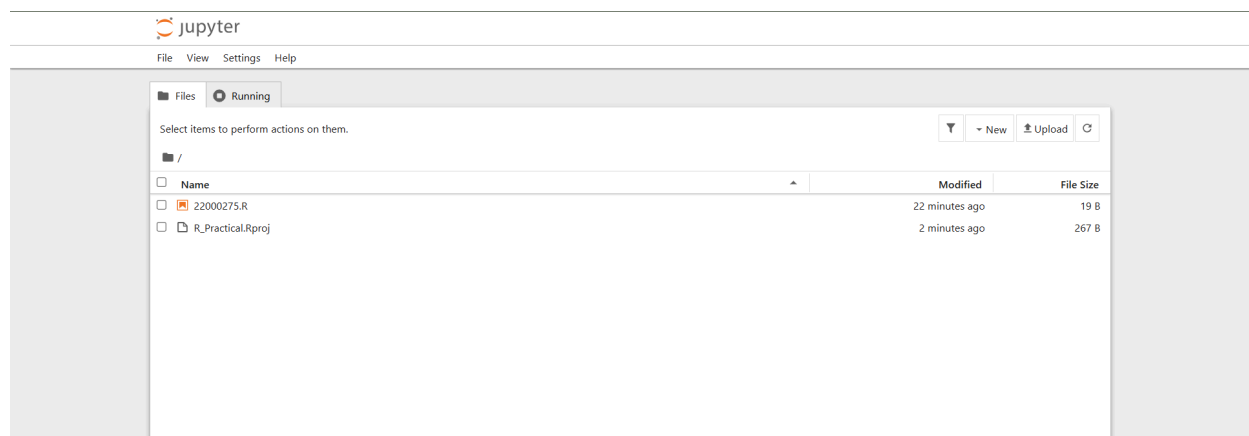 jupyter
File View Settings Help
Files Running
Select items to perform actions on them.
New Upload
/
Name Modified File Size
22000275.R 22 minutes ago 19 B
R_Practical.Rproj 2 minutes ago 267 B